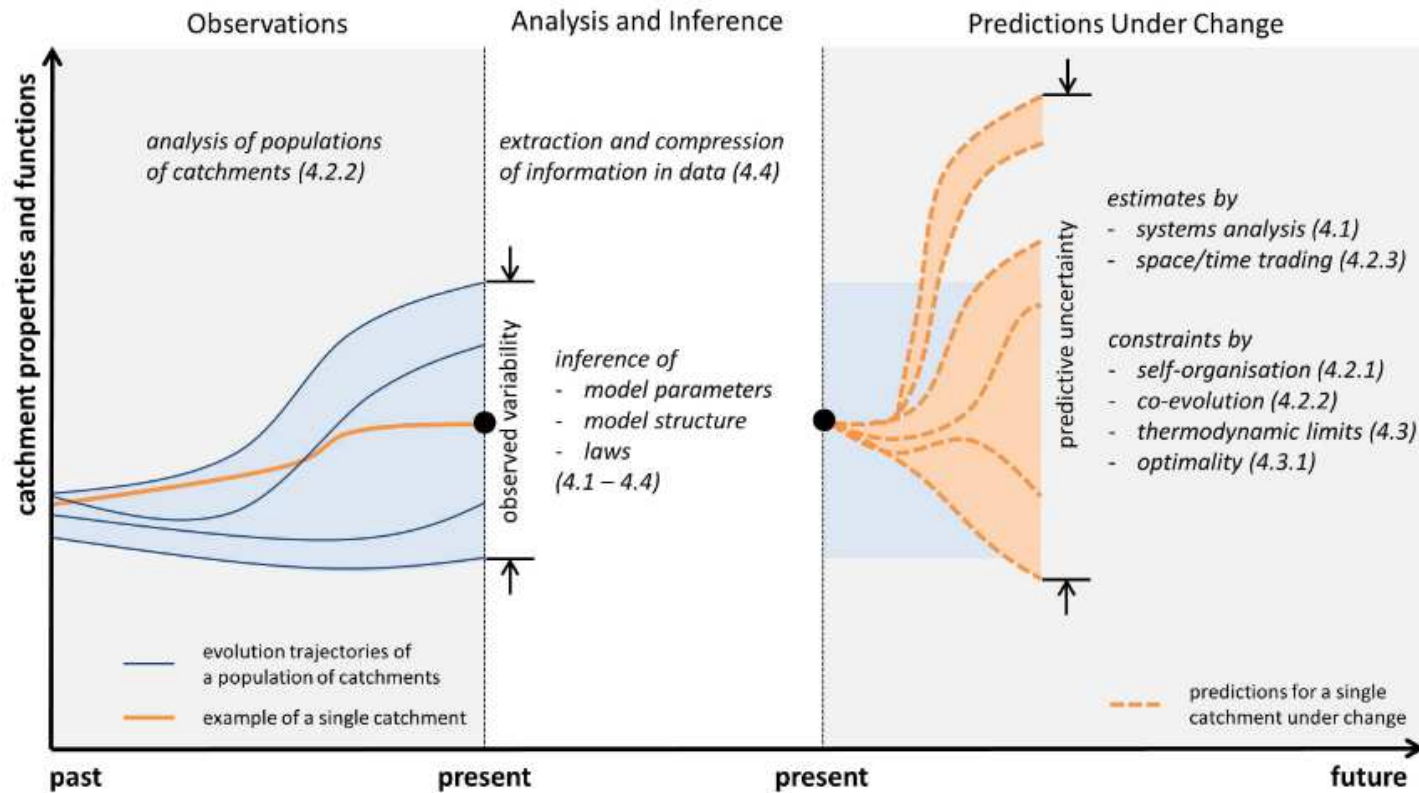 Observations
Analysis and Inference
Predictions Under Change
catchment properties and functions
analysis of populations
of catchments (4.2.2)
extraction and compression
of information in data (4.4)
observed variability
inference of
- model parameters
- model structure
- laws
(4.1 – 4.4)
predictive uncertainty
estimates by
- systems analysis (4.1)
- space/time trading (4.2.3)
constraints by
- self-organisation (4.2.1)
- co-evolution (4.2.2)
- thermodynamic limits (4.3)
- optimality (4.3.1)
evolution trajectories of
a population of catchments
example of a single catchment
predictions for a single
catchment under change
past
present
present
future